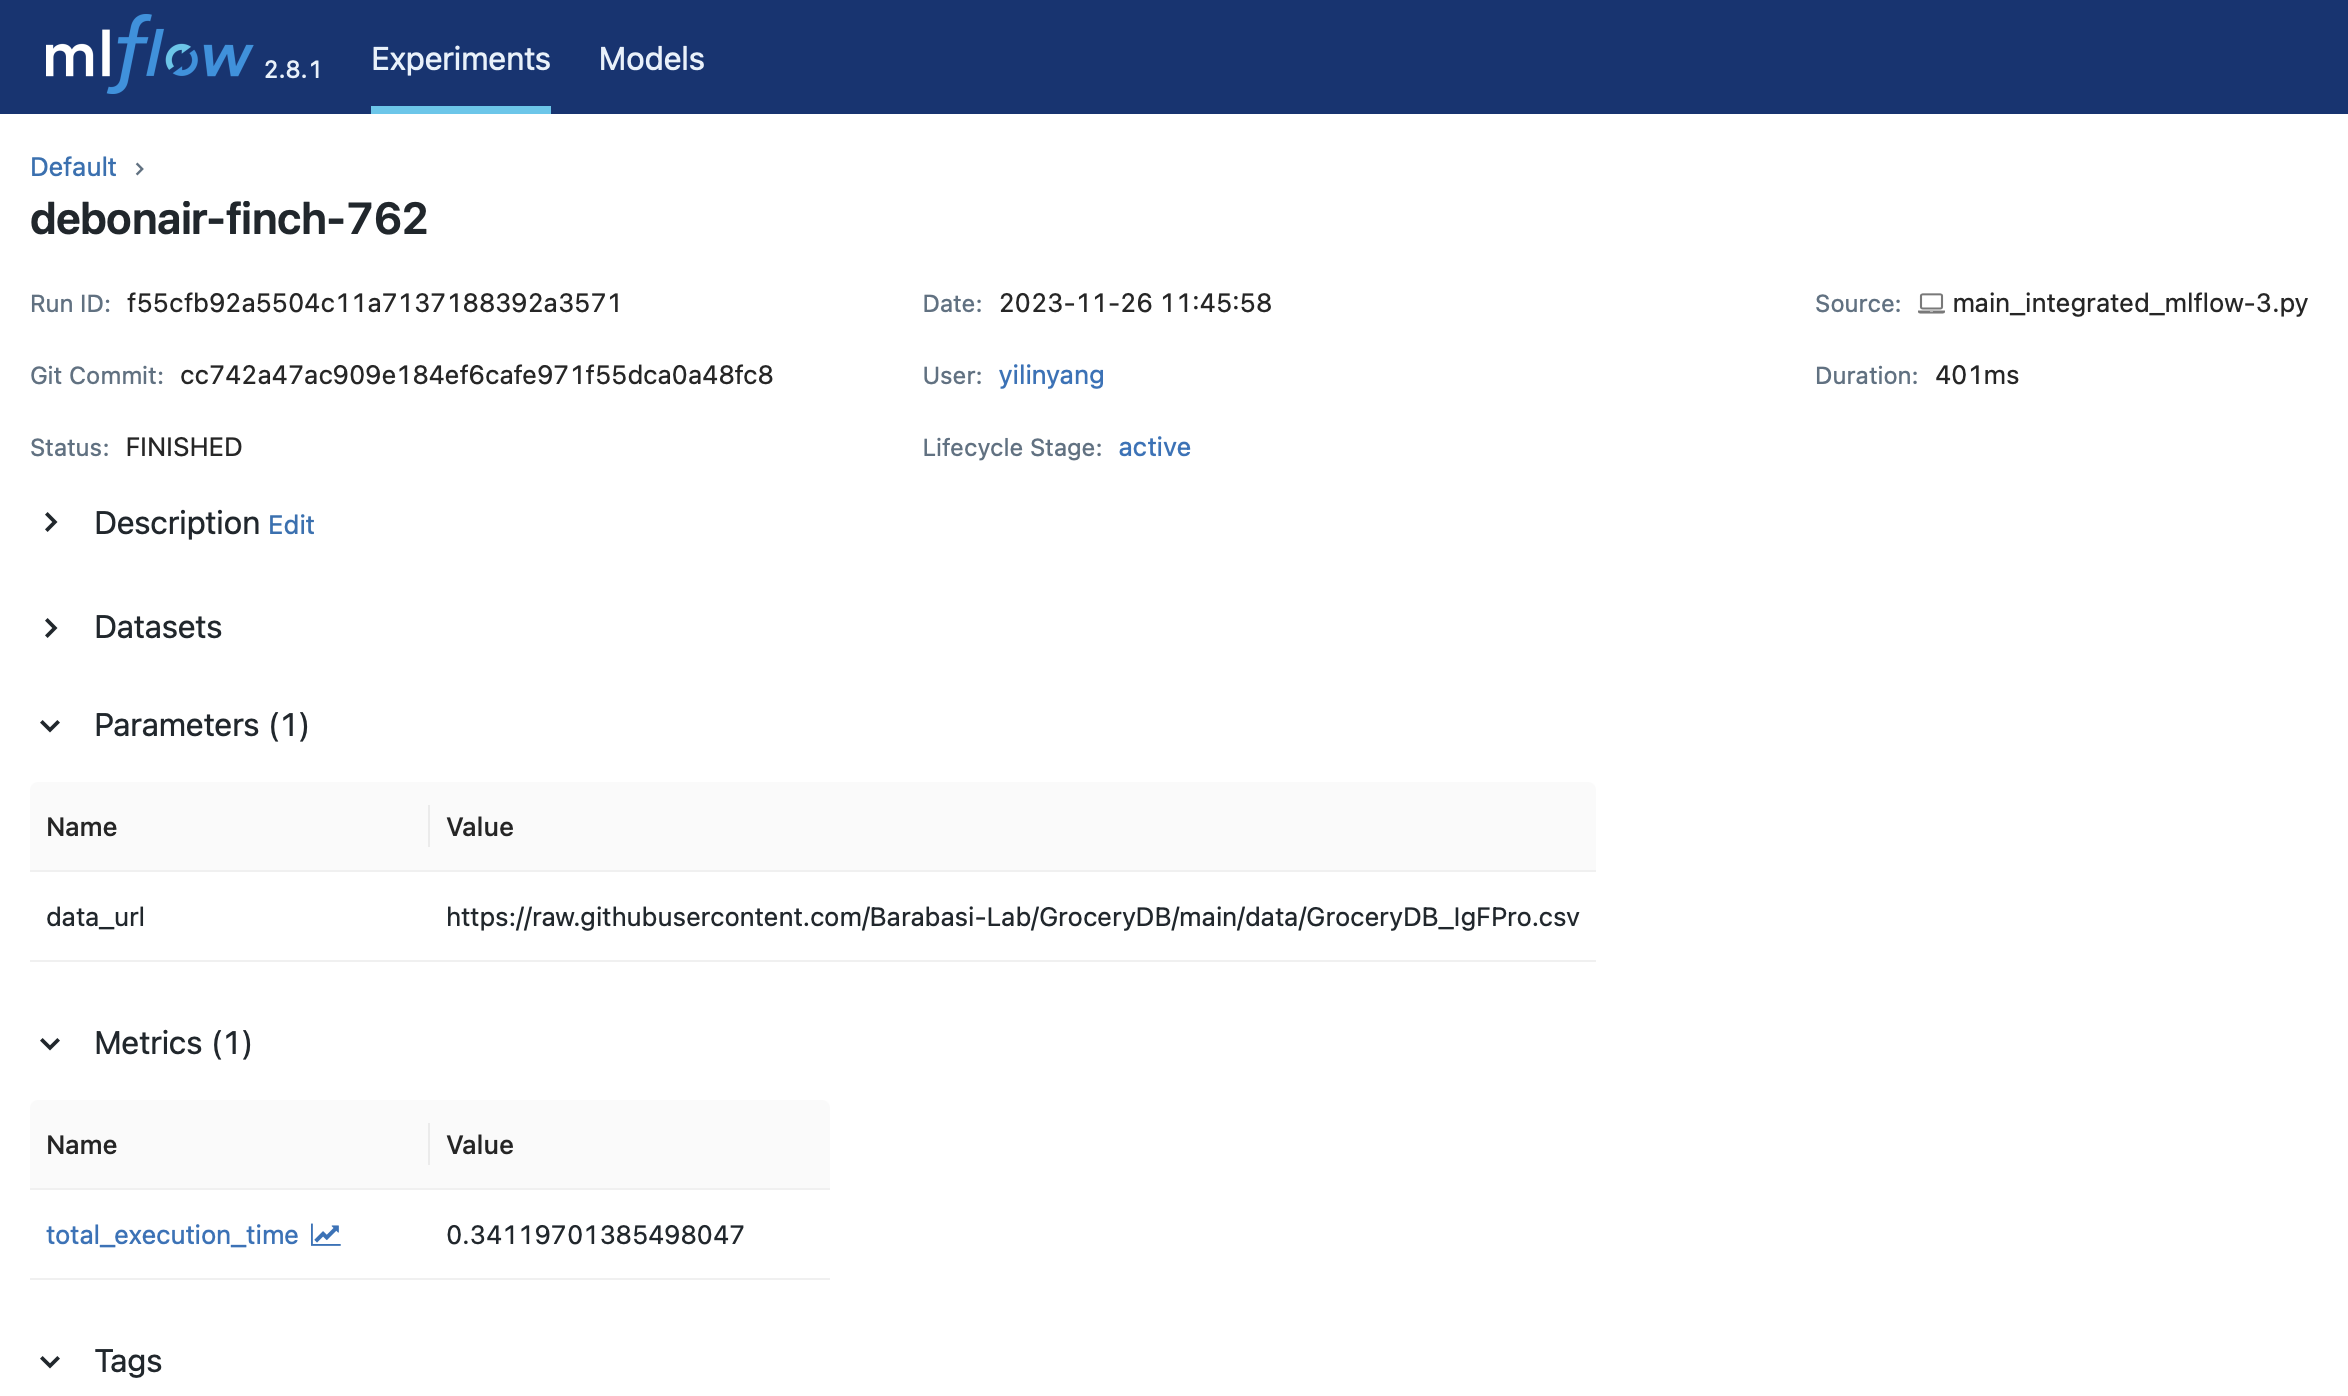 mlflow 2.8.1 Experiments Models
Default
debonair-finch-762
Run ID: f55cfb92a5504c11a7137188392a3571 Date: 2023-11-26 11:45:58 Source: main_integrated_mlflow-3.py
Git Commit: cc742a47ac909e184ef6cafe971f55dca0a48fc8 User: yilinyang Duration: 401ms
Status: FINISHED Lifecycle Stage: active
Description Edit
Datasets
Parameters (1)
Name Value
data_url https://raw.githubusercontent.com/Barabasi-Lab/GroceryDB/main/data/GroceryDB_IgFPro.csv
Metrics (1)
Name Value
total_execution_time 0.34119701385498047
Tags